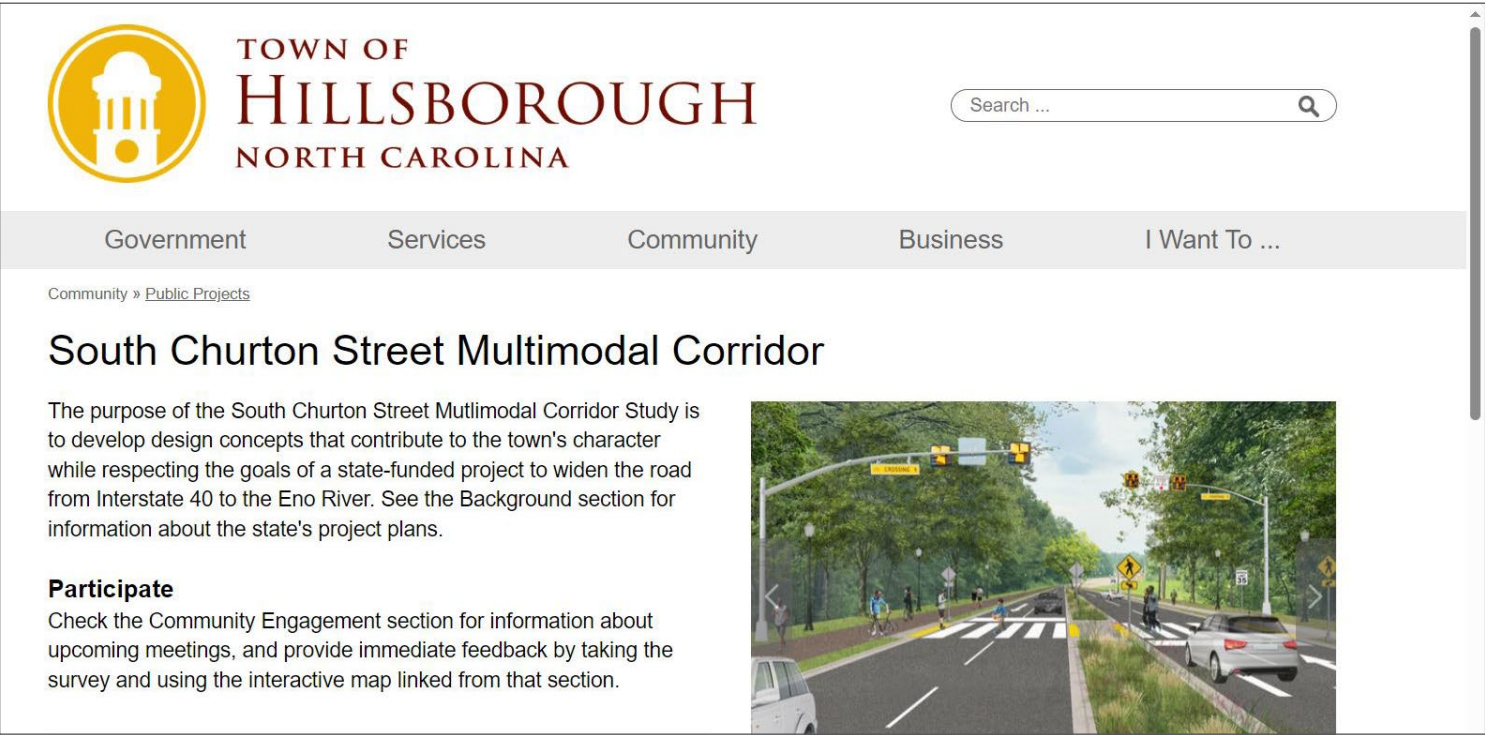 TOWN OF
HILLSBOROUGH
NORTH CAROLINA
Search ...
Government Services Community Business I Want To ...
Community » Public Projects
South Churton Street Multimodal Corridor
The purpose of the South Churton Street Mutlimodal Corridor Study is
to develop design concepts that contribute to the town's character
while respecting the goals of a state-funded project to widen the road
from Interstate 40 to the Eno River. See the Background section for
information about the state's project plans.
Participate
Check the Community Engagement section for information about
upcoming meetings, and provide immediate feedback by taking the
survey and using the interactive map linked from that section.
CROSSING
35